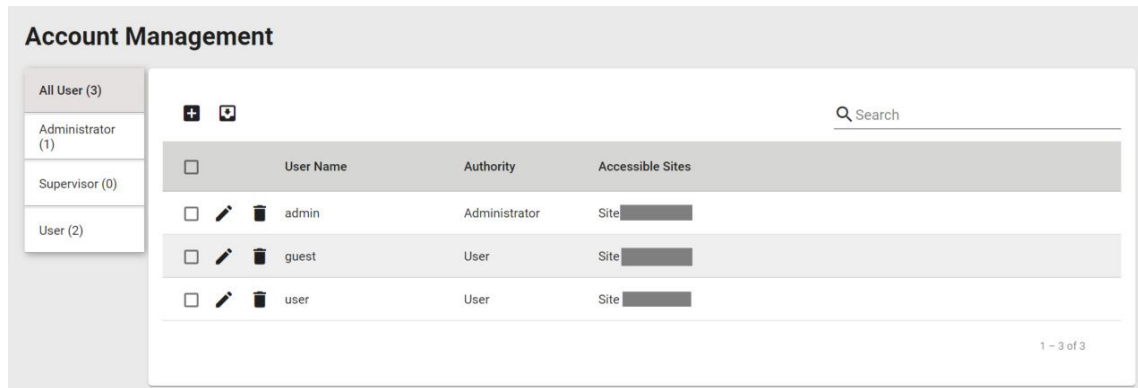 Account Management
All User (3)
Administrator
(1)
Supervisor (0)
User (2)
Search
User Name Authority Accessible Sites
admin Administrator Site
guest User Site
user User Site
1 – 3 of 3